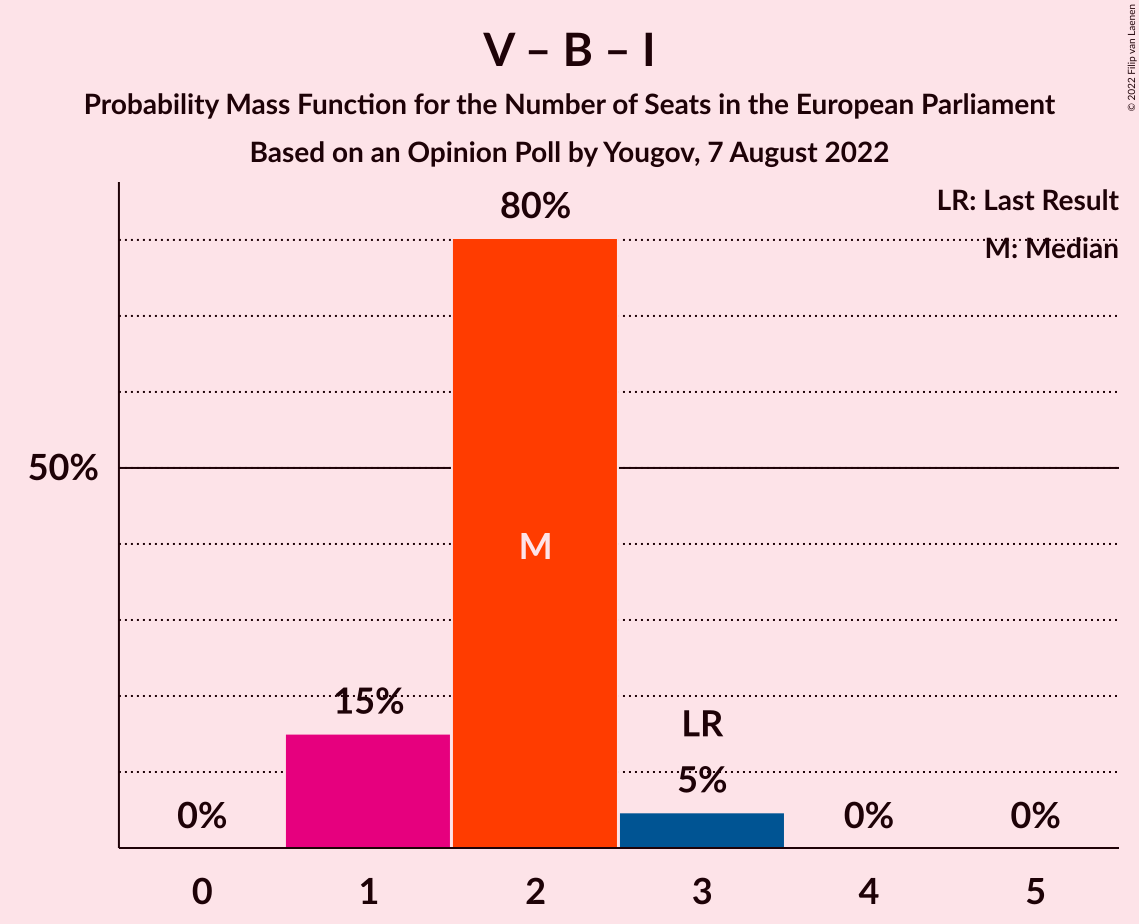 V – B – I
Probability Mass Function for the Number of Seats in the European Parliament
Based on an Opinion Poll by Yougov, 7 August 2022
© 2022 Filip van Laenen
LR: Last Result
M: Median
80%
50%
M
15%
LR
5%
0%
0%
0%
0 1 2 3 4 5